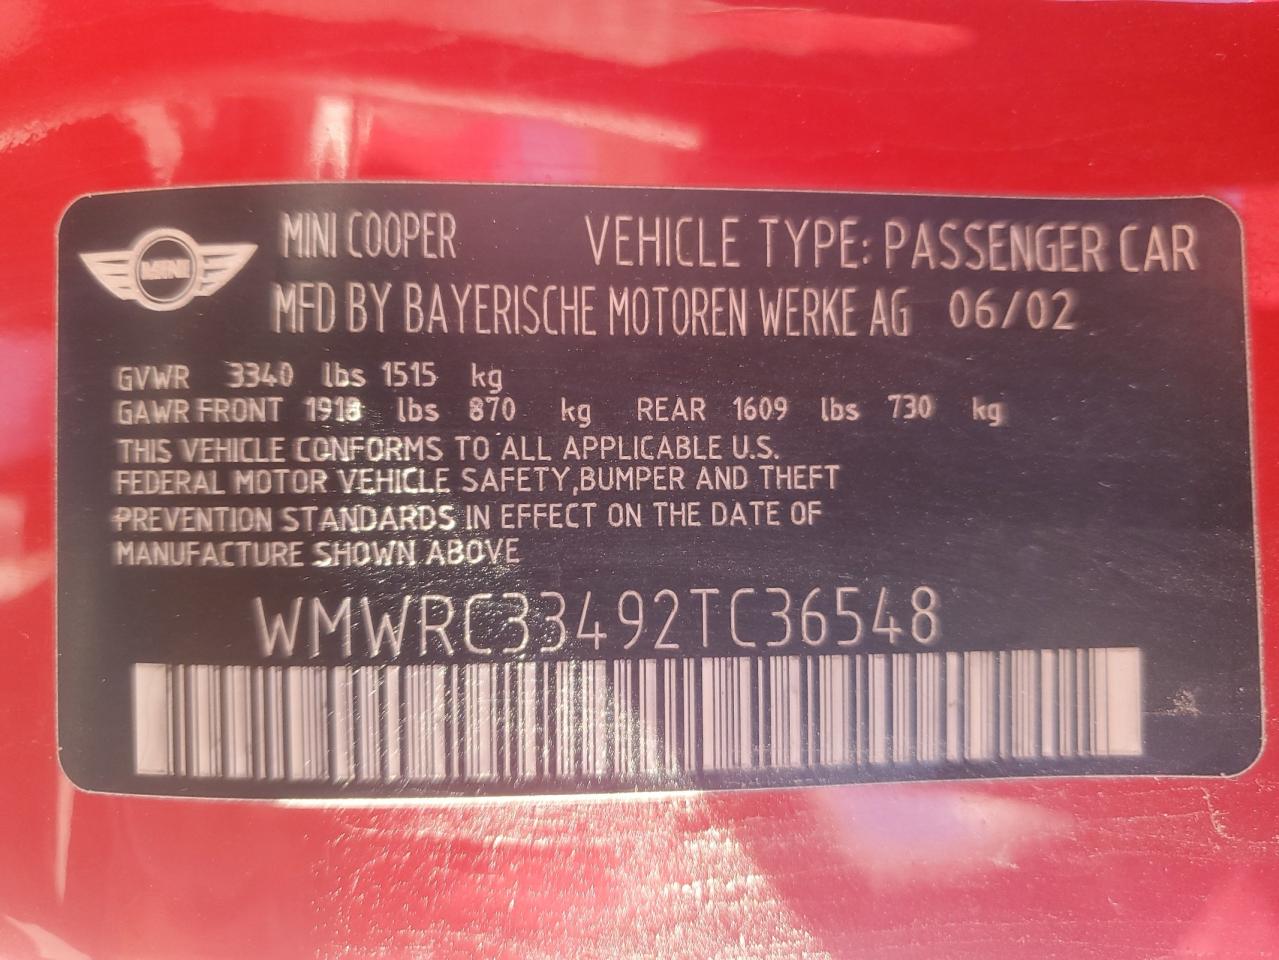 MINI COOPER VEHICLE TYPE: PASSENGER CAR
MINI
MFD BY BAYERISCHE MOTOREN WERKE AG 06/02
GVWR 3340 lbs 1515 kg
GAWR FRONT 1918 lbs 870 kg REAR 1609 lbs 730 kg
THIS VEHICLE CONFORMS TO ALL APPLICABLE U.S.
FEDERAL MOTOR VEHICLE SAFETY,BUMPER AND THEFT
PREVENTION STANDARDS IN EFFECT ON THE DATE OF
MANUFACTURE SHOWN ABOVE
WMWRC33492TC36548